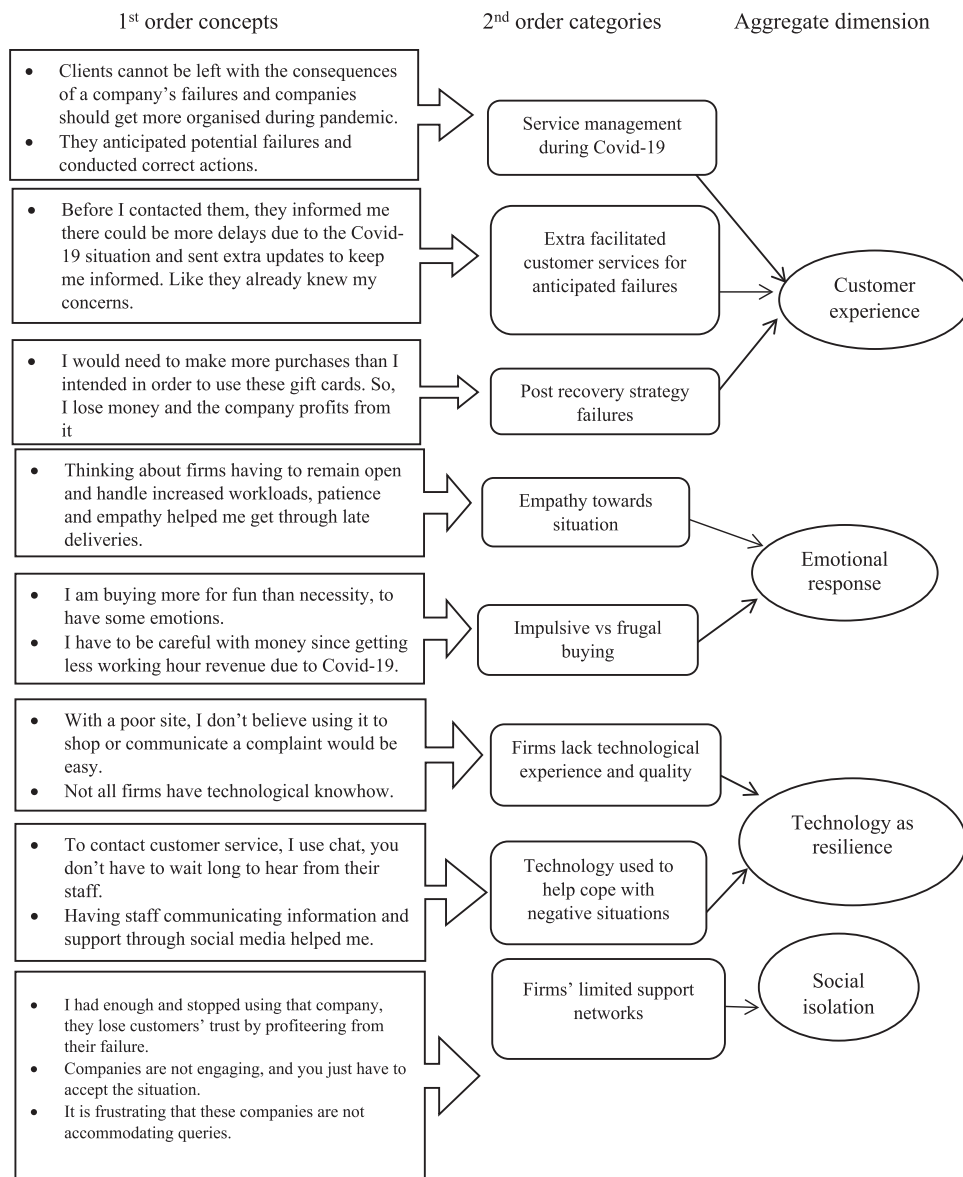 1st order concepts
2nd order categories
Aggregate dimension
• Clients cannot be left with the consequences
of a company’s failures and companies
should get more organised during pandemic.
• They anticipated potential failures and
conducted correct actions.
Service management
during Covid-19
• Before I contacted them, they informed me
there could be more delays due to the Covid-
19 situation and sent extra updates to keep
me informed. Like they already knew my
concerns.
Extra facilitated
customer services for
anticipated failures
Customer
experience
• I would need to make more purchases than I
intended in order to use these gift cards. So,
I lose money and the company profits from
it
Post recovery strategy
failures
• Thinking about firms having to remain open
and handle increased workloads, patience
and empathy helped me get through late
deliveries.
Empathy towards
situation
Emotional
response
• I am buying more for fun than necessity, to
have some emotions.
• I have to be careful with money since getting
less working hour revenue due to Covid-19.
Impulsive vs frugal
buying
• With a poor site, I don’t believe using it to
shop or communicate a complaint would be
easy.
• Not all firms have technological knowhow.
Firms lack technological
experience and quality
Technology as
resilience
• To contact customer service, I use chat, you
don’t have to wait long to hear from their
staff.
• Having staff communicating information and
support through social media helped me.
Technology used to
help cope with
negative situations
• I had enough and stopped using that company,
they lose customers’ trust by profiteering from
their failure.
• Companies are not engaging, and you just have to
accept the situation.
• It is frustrating that these companies are not
accommodating queries.
Firms’ limited support
networks
Social
isolation